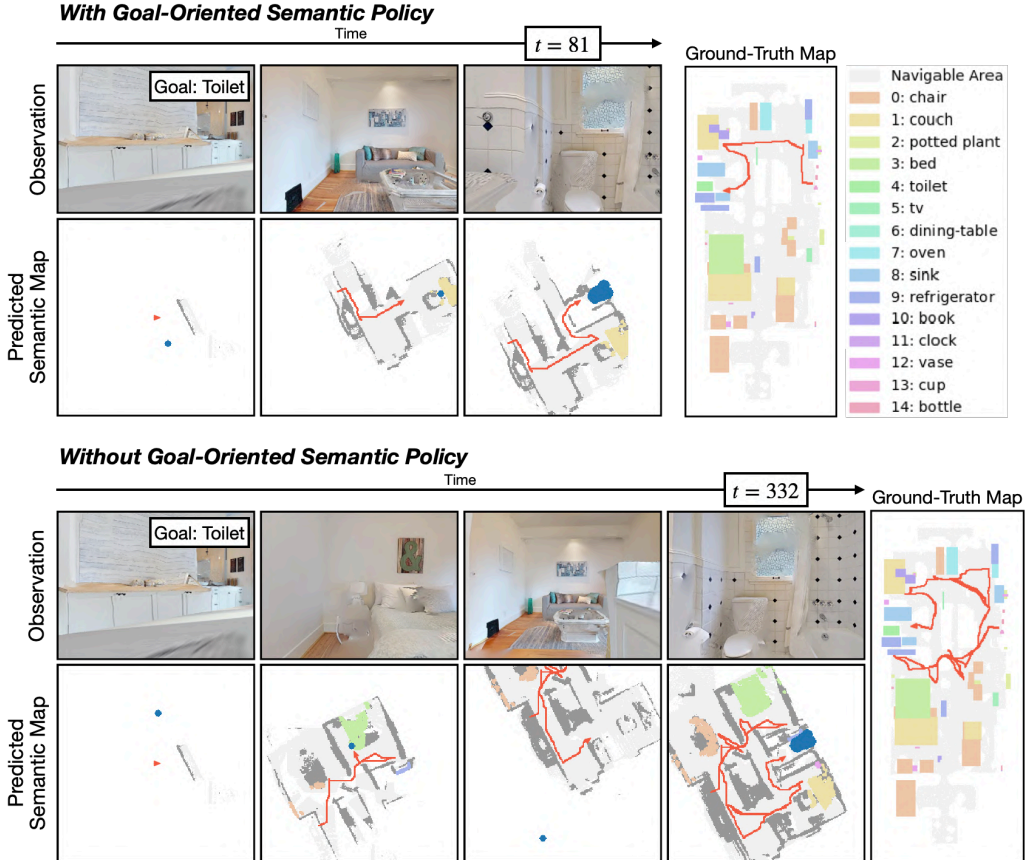 With Goal-Oriented Semantic Policy
Time
t = 81
Ground-Truth Map
Observation
Goal: Toilet
Predicted
Semantic Map
Navigable Area
0: chair
1: couch
2: potted plant
3: bed
4: toilet
5: tv
6: dining-table
7: oven
8: sink
9: refrigerator
10: book
11: clock
12: vase
13: cup
14: bottle
Without Goal-Oriented Semantic Policy
Time
t = 332
Ground-Truth Map
Observation
Goal: Toilet
Predicted
Semantic Map